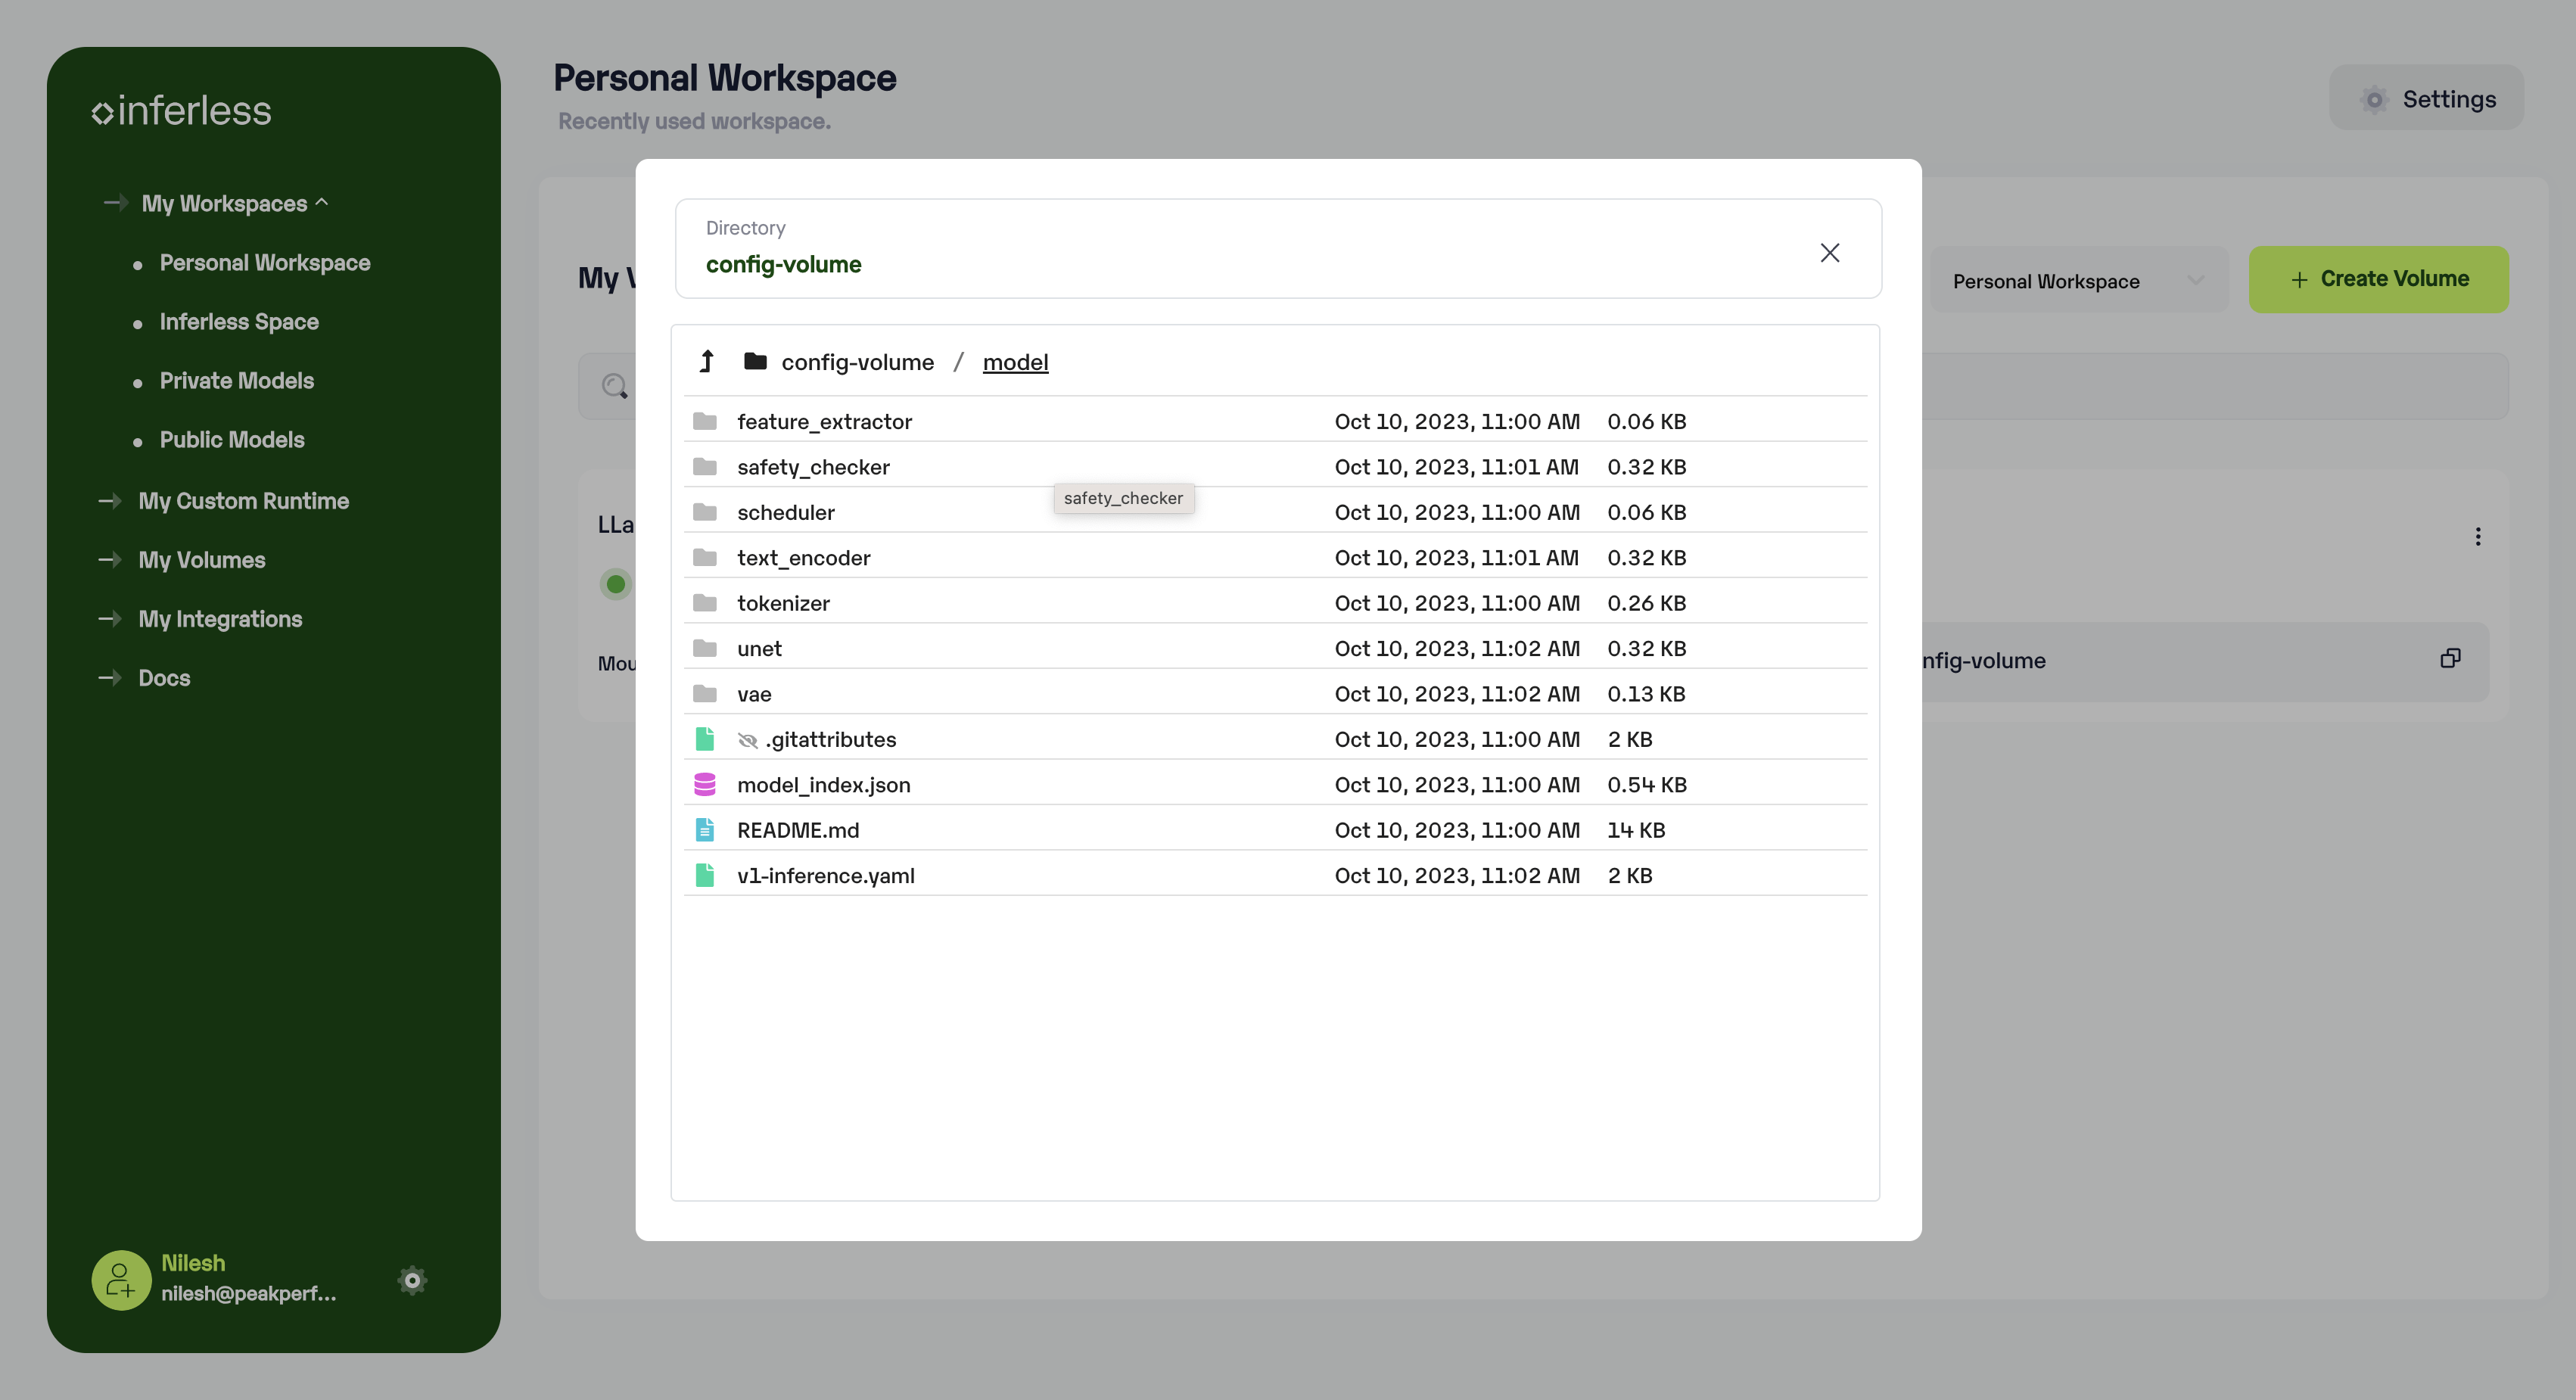 inferless
My Workspaces
Personal Workspace
Inferless Space
Private Models
Public Models
My Custom Runtime
My Volumes
My Integrations
Docs
Nilesh
nilesh@peakperf...
Personal Workspace
Recently used workspace.
Settings
My
Personal Workspace
+ Create Volume
LLa
Mou
nfig-volume
Directory
config-volume
config-volume / model
feature_extractor Oct 10, 2023, 11:00 AM 0.06 KB
safety_checker Oct 10, 2023, 11:01 AM 0.32 KB
safety_checker
scheduler Oct 10, 2023, 11:00 AM 0.06 KB
text_encoder Oct 10, 2023, 11:01 AM 0.32 KB
tokenizer Oct 10, 2023, 11:00 AM 0.26 KB
unet Oct 10, 2023, 11:02 AM 0.32 KB
vae Oct 10, 2023, 11:02 AM 0.13 KB
.gitattributes Oct 10, 2023, 11:00 AM 2 KB
model_index.json Oct 10, 2023, 11:00 AM 0.54 KB
README.md Oct 10, 2023, 11:00 AM 14 KB
v1-inference.yaml Oct 10, 2023, 11:02 AM 2 KB